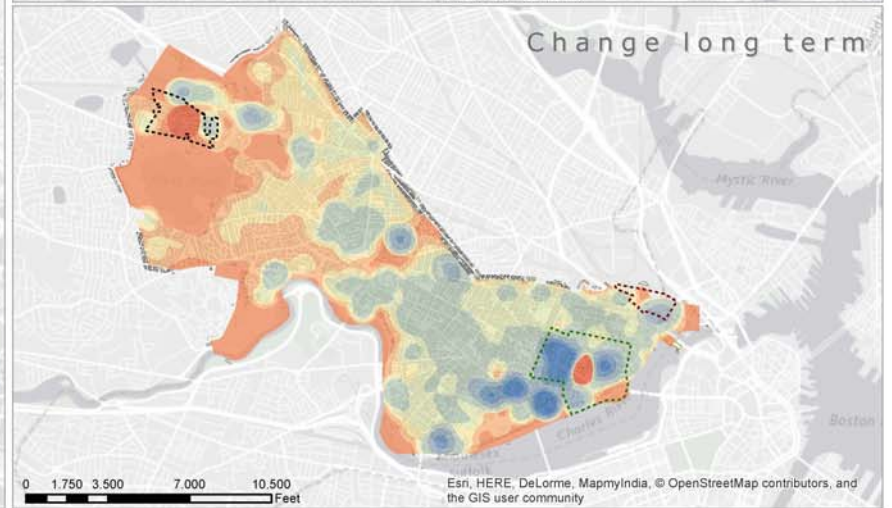 Change long term
Mystic River
Charles River
Suffolk
Boston
0 1.750 3.500 7.000 10.500
Feet
Esri, HERE, DeLorme, MapmyIndia, © OpenStreetMap contributors, and
the GIS user community